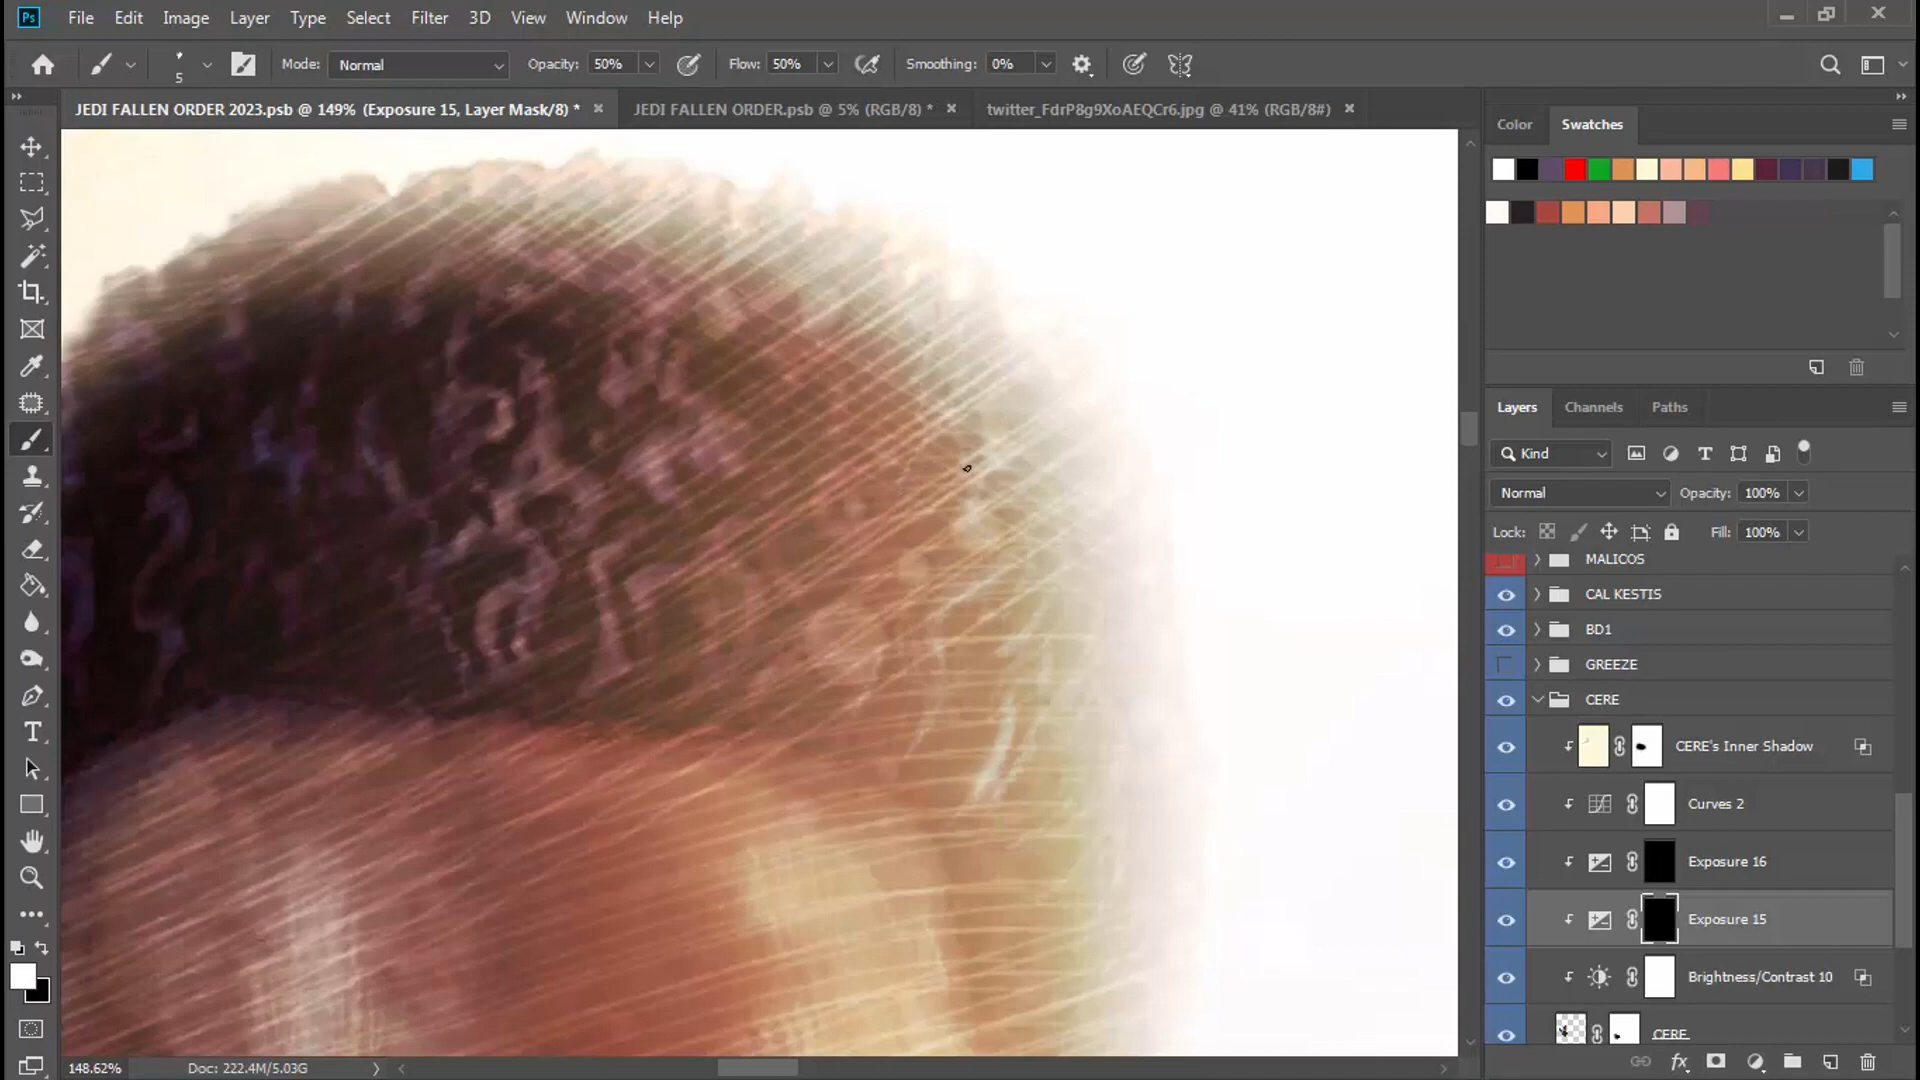 Ps File Edit Image Layer Type Select Filter 3D View Window Help
5 Mode: Normal Opacity: 50% Flow: 50% Smoothing: 0%
JEDI FALLEN ORDER 2023.psb @ 149% (Exposure 15, Layer Mask/8) * JEDI FALLEN ORDER.psb @ 5% (RGB/8) * twitter_FdrP8g9XoAEQCr6.jpg @ 41% (RGB/8#)
Color Swatches
Layers Channels Paths
Kind
Normal Opacity: 100%
Lock: Fill: 100%
MALICOS
CAL KESTIS
BD1
GREEZE
CERE
CERE's Inner Shadow
Curves 2
Exposure 16
Exposure 15
Brightness/Contrast 10
CERE
148.62% Doc: 222.4M/5.03G